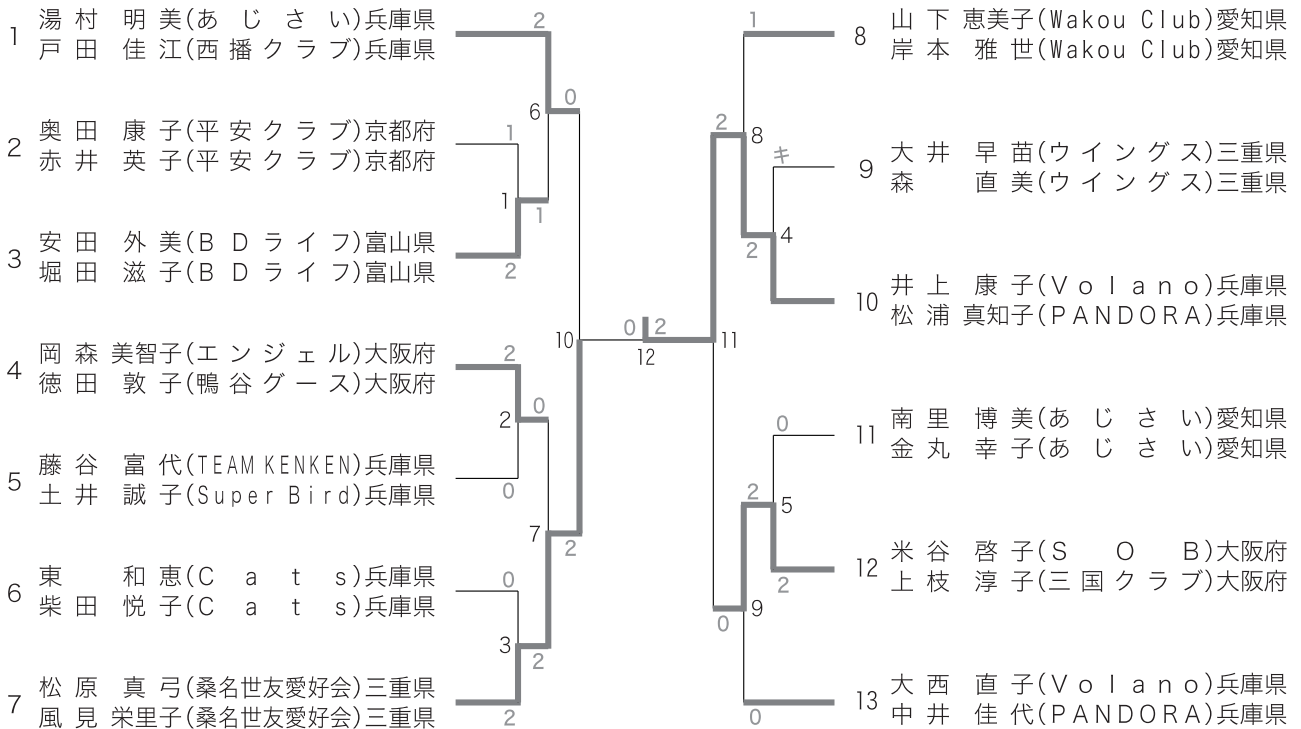 1 湯村 明美(あじさい)兵庫県
戸田 佳江(西播クラブ)兵庫県
2 奥田 康子(平安クラブ)京都府
赤井 英子(平安クラブ)京都府
3 安田 外美(BDライフ)富山県
堀田 滋子(BDライフ)富山県
4 岡森 美智子(エンジェル)大阪府
徳田 敦子(鴨谷グース)大阪府
5 藤谷 富代(TEAM KENKEN)兵庫県
土井 誠子(Super Bird)兵庫県
6 東 和恵(Cats)兵庫県
柴田 悦子(Cats)兵庫県
7 松原 真弓(桑名世友愛好会)三重県
風見 栄里子(桑名世友愛好会)三重県
2
6 0
1
1 1
2
2
2 0
0
7 2
0
3 2
2
10
0 2
12
11
1
2 8
キ
4
2
0
2 5
2
9
0
0
8 山下 恵美子(Wakou Club)愛知県
岸本 雅世(Wakou Club)愛知県
9 大井 早苗(ウイングス)三重県
森 直美(ウイングス)三重県
10 井上 康子(Volano)兵庫県
松浦 真知子(PANDORA)兵庫県
11 南里 博美(あじさい)愛知県
金丸 幸子(あじさい)愛知県
12 米谷 啓子(SOB)大阪府
上枝 淳子(三国クラブ)大阪府
13 大西 直子(Volano)兵庫県
中井 佳代(PANDORA)兵庫県